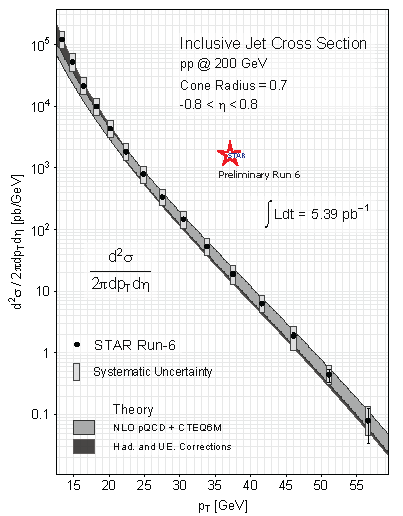 Inclusive Jet Cross Section
pp @ 200 GeV
Cone Radius = 0.7
-0.8 < η < 0.8
STAR
Preliminary Run 6
∫ Ldt = 5.39 pb⁻¹
d²σ / 2πdp_Tdη [pb/GeV]
10⁵
10⁴
10³
10²
10
1
0.1
d²σ
2πdp_Tdη
STAR Run-6
Systematic Uncertainty
Theory
NLO pQCD + CTEQ6M
Had. and UE. Corrections
15 20 25 30 35 40 45 50 55
p_T [GeV]